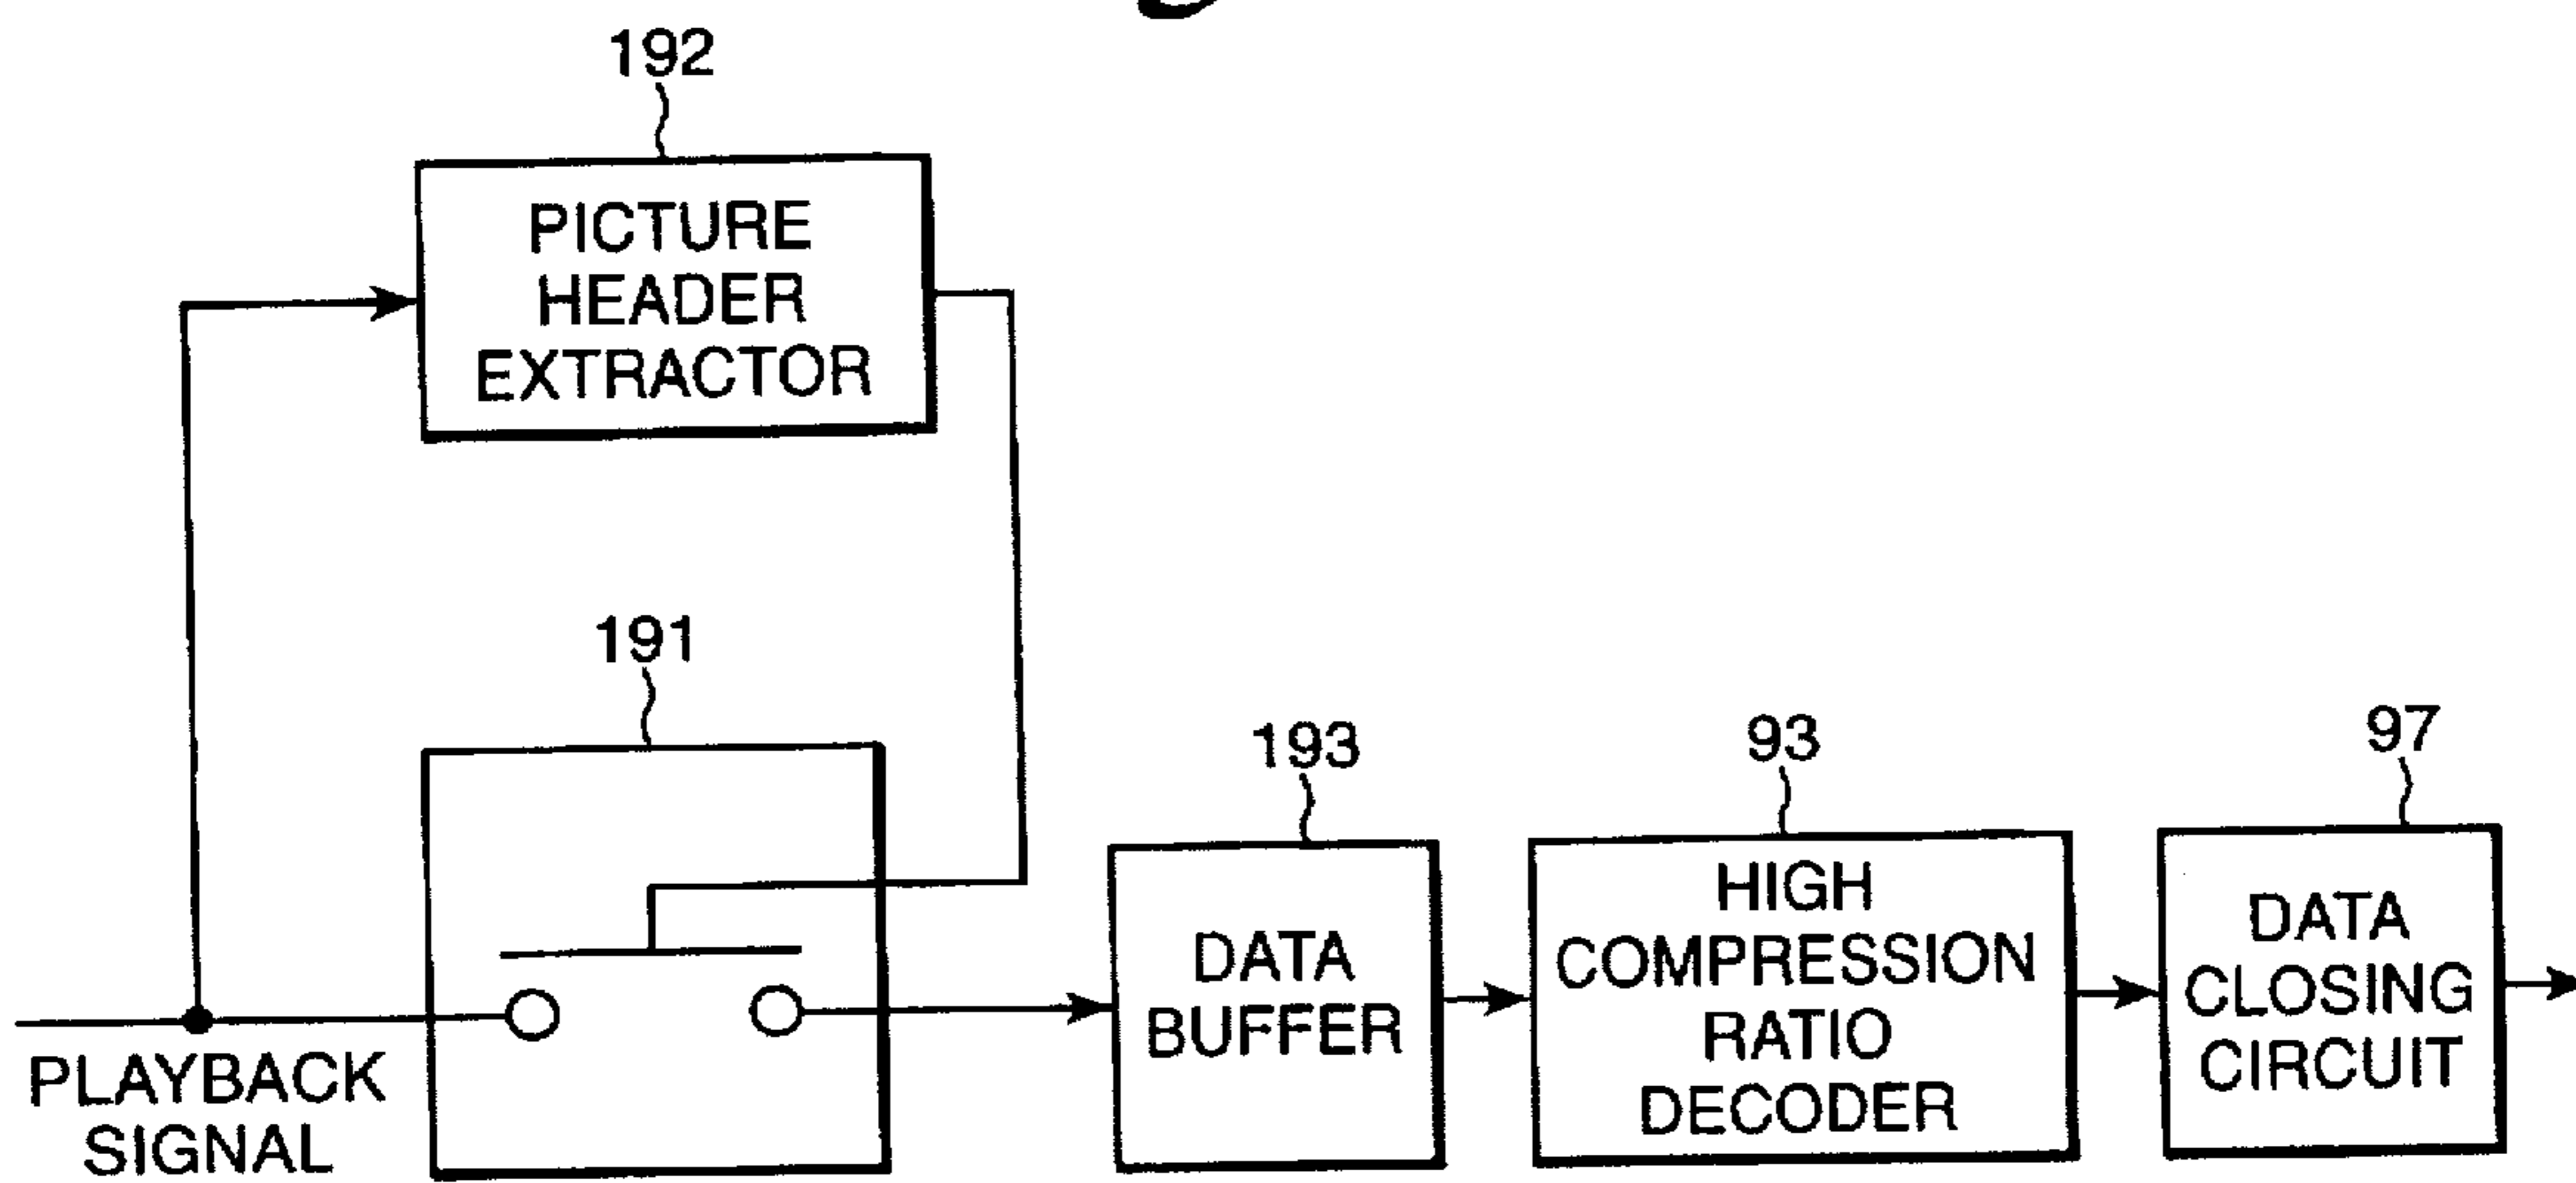 192
PICTURE
HEADER
EXTRACTOR
191
PLAYBACK
SIGNAL
193
DATA
BUFFER
93
HIGH
COMPRESSION
RATIO
DECODER
97
DATA
CLOSING
CIRCUIT